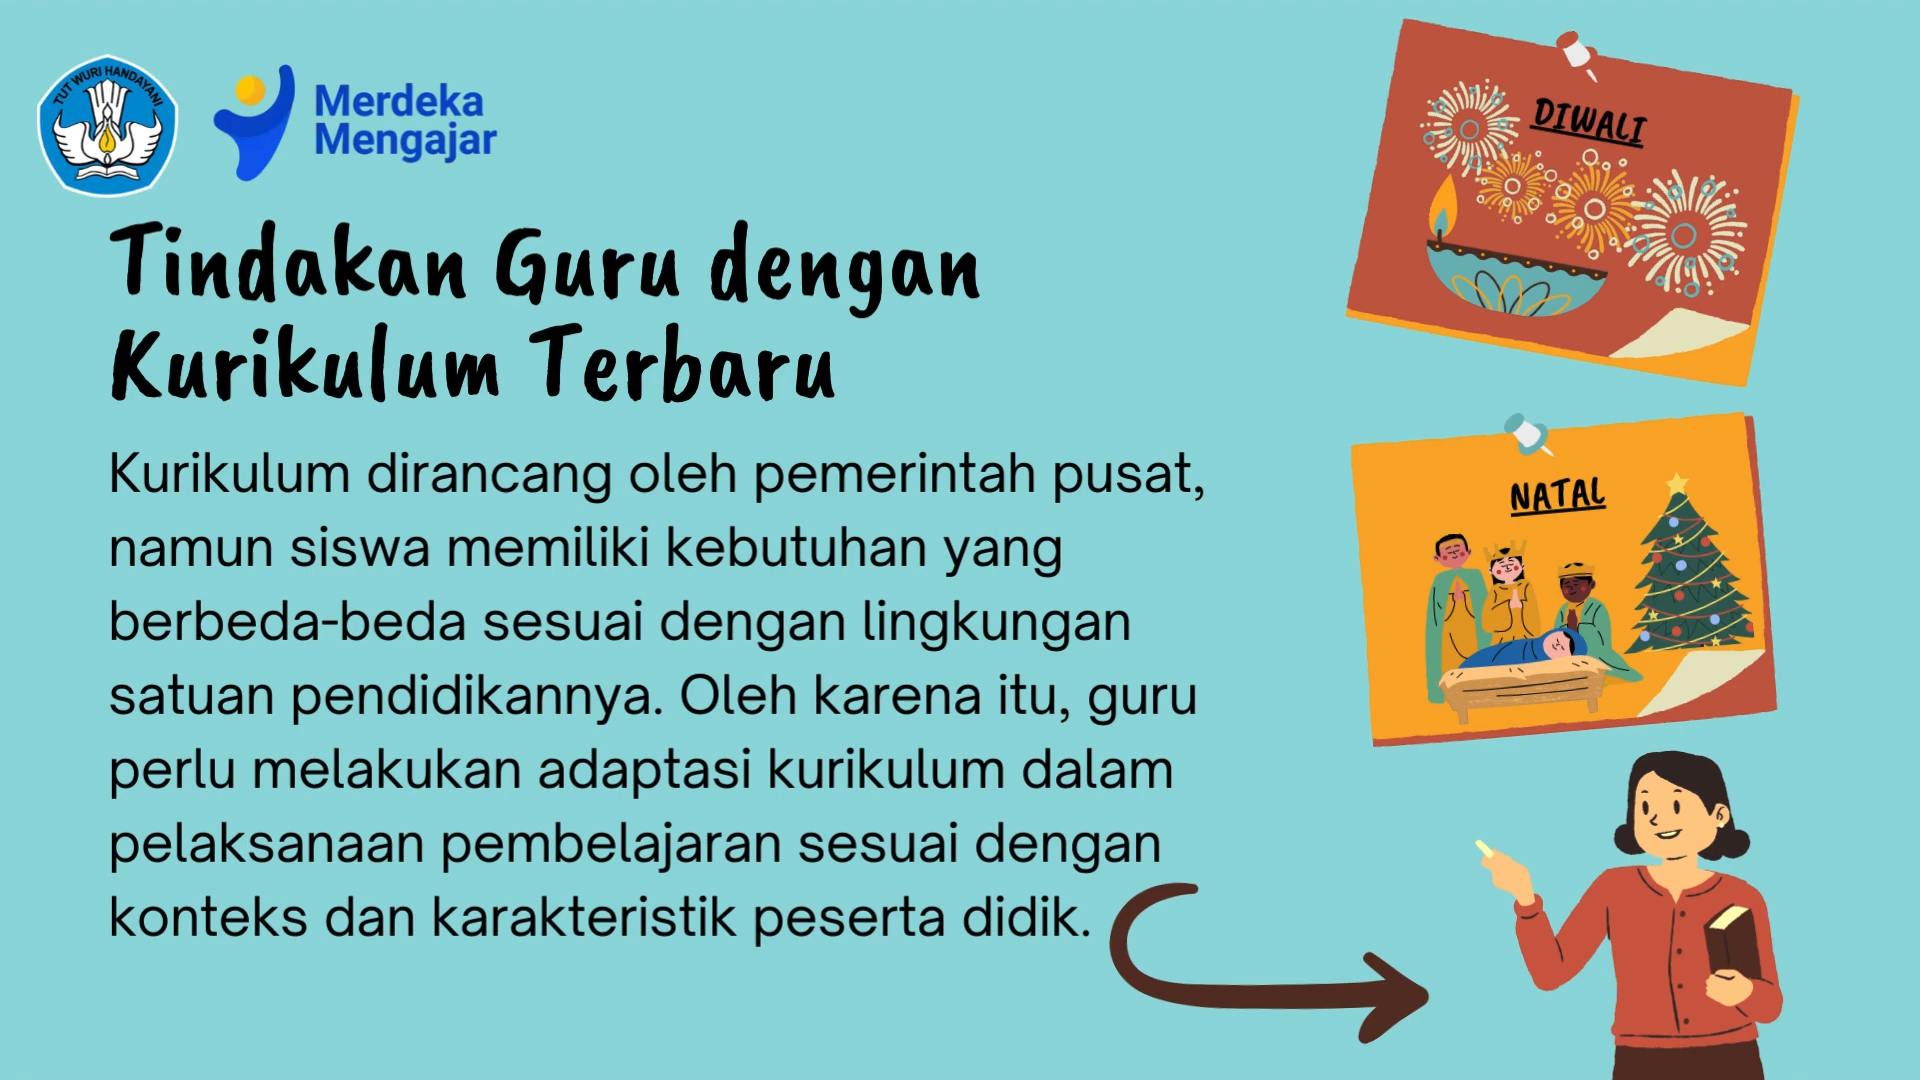 TUT WURI HANDAYANI
Merdeka
Mengajar
Tindakan Guru dengan
Kurikulum Terbaru
Kurikulum dirancang oleh pemerintah pusat,
namun siswa memiliki kebutuhan yang
berbeda-beda sesuai dengan lingkungan
satuan pendidikannya. Oleh karena itu, guru
perlu melakukan adaptasi kurikulum dalam
pelaksanaan pembelajaran sesuai dengan
konteks dan karakteristik peserta didik.
DIWALI
NATAL